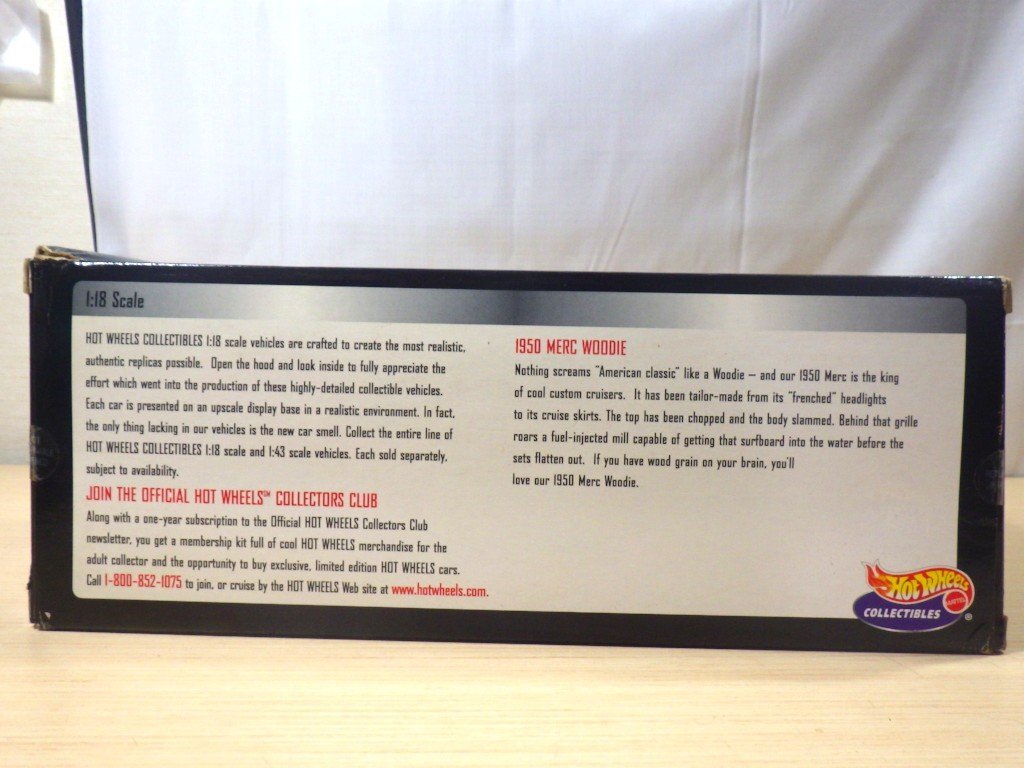 1:18 Scale
HOT WHEELS COLLECTIBLES 1:18 scale vehicles are crafted to create the most realistic,
authentic replicas possible. Open the hood and look inside to fully appreciate the
effort which went into the production of these highly-detailed collectible vehicles.
Each car is presented on an upscale display base in a realistic environment. In fact,
the only thing lacking in our vehicles is the new car smell. Collect the entire line of
HOT WHEELS COLLECTIBLES 1:18 scale and 1:43 scale vehicles. Each sold separately,
subject to availability.
JOIN THE OFFICIAL HOT WHEELS℠ COLLECTORS CLUB
Along with a one-year subscription to the Official HOT WHEELS Collectors Club
newsletter, you get a membership kit full of cool HOT WHEELS merchandise for the
adult collector and the opportunity to buy exclusive, limited edition HOT WHEELS cars.
Call 1-800-852-1075 to join, or cruise by the HOT WHEELS Web site at www.hotwheels.com.
1950 MERC WOODIE
Nothing screams "American classic" like a Woodie — and our 1950 Merc is the king
of cool custom cruisers. It has been tailor-made from its "frenched" headlights
to its cruise skirts. The top has been chopped and the body slammed. Behind that grille
roars a fuel-injected mill capable of getting that surfboard into the water before the
sets flatten out. If you have wood grain on your brain, you'll
love our 1950 Merc Woodie.
Hot Wheels
MATTEL
COLLECTIBLES ®